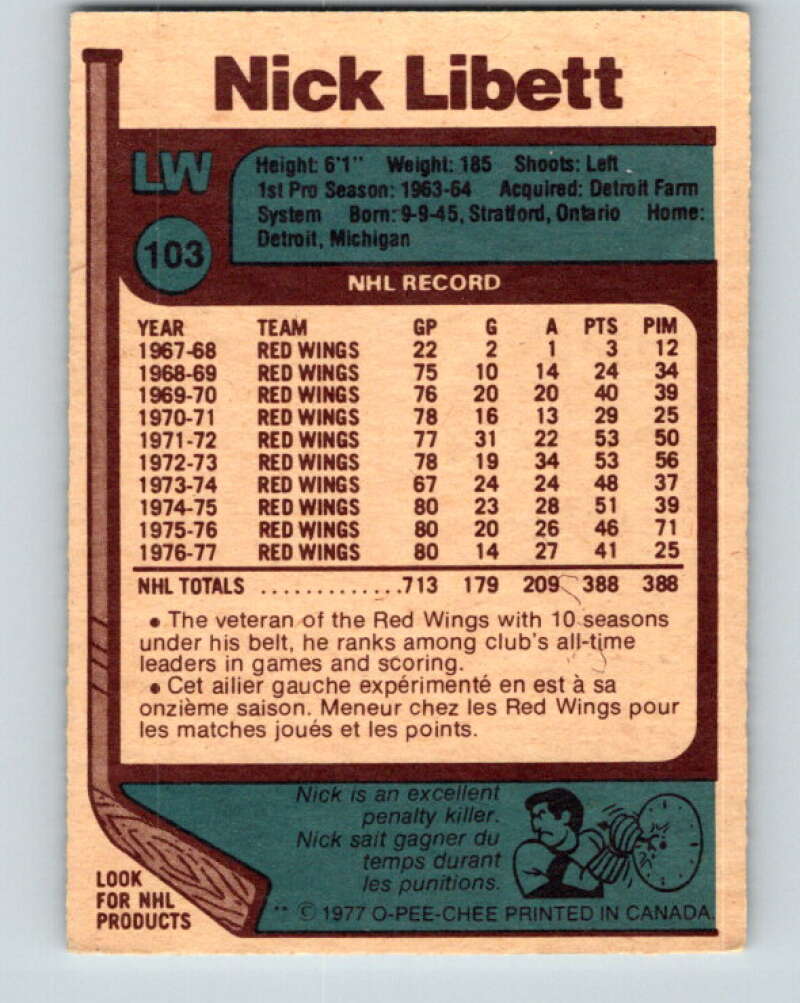 Nick Libett
LW
103
Height: 6'1" Weight: 185 Shoots: Left
1st Pro Season: 1963-64 Acquired: Detroit Farm
System Born: 9-9-45, Stratford, Ontario Home:
Detroit, Michigan
NHL RECORD
YEAR TEAM GP G A PTS PIM
1967-68 RED WINGS 22 2 1 3 12
1968-69 RED WINGS 75 10 14 24 34
1969-70 RED WINGS 76 20 20 40 39
1970-71 RED WINGS 78 16 13 29 25
1971-72 RED WINGS 77 31 22 53 50
1972-73 RED WINGS 78 19 34 53 56
1973-74 RED WINGS 67 24 24 48 37
1974-75 RED WINGS 80 23 28 51 39
1975-76 RED WINGS 80 20 26 46 71
1976-77 RED WINGS 80 14 27 41 25
NHL TOTALS .............713 179 209 388 388
• The veteran of the Red Wings with 10 seasons
under his belt, he ranks among club's all-time
leaders in games and scoring.
• Cet ailier gauche expérimenté en est à sa
onzième saison. Meneur chez les Red Wings pour
les matches joués et les points.
Nick is an excellent
penalty killer.
Nick sait gagner du
temps durant
les punitions.
LOOK
FOR NHL
PRODUCTS
** © 1977 O-PEE-CHEE PRINTED IN CANADA.